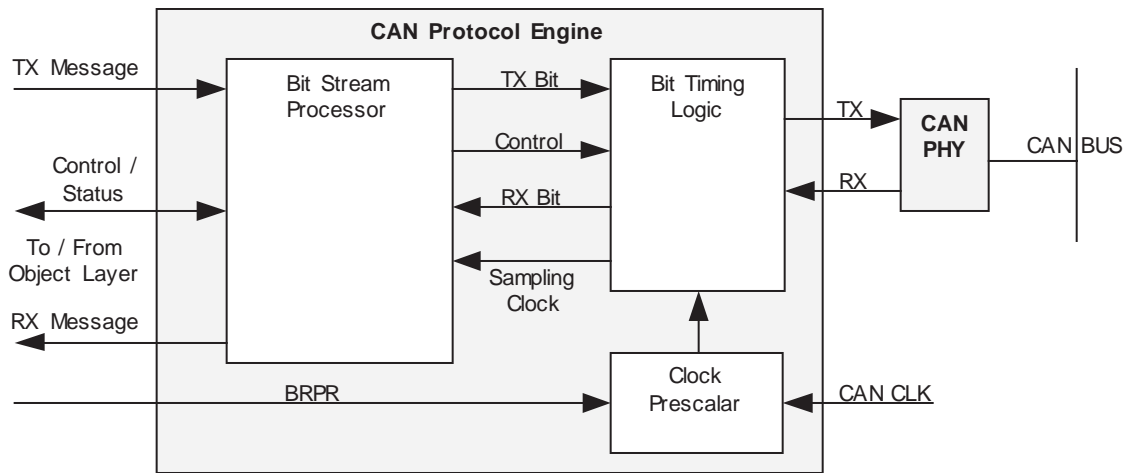 CAN Protocol Engine
TX Message
Bit Stream
Processor
TX Bit
Bit Timing
Logic
TX
CAN
PHY
CAN BUS
Control
Control /
Status
RX Bit
RX
To / From
Object Layer
Sampling
Clock
RX Message
Clock
Prescalar
BRPR
CAN CLK